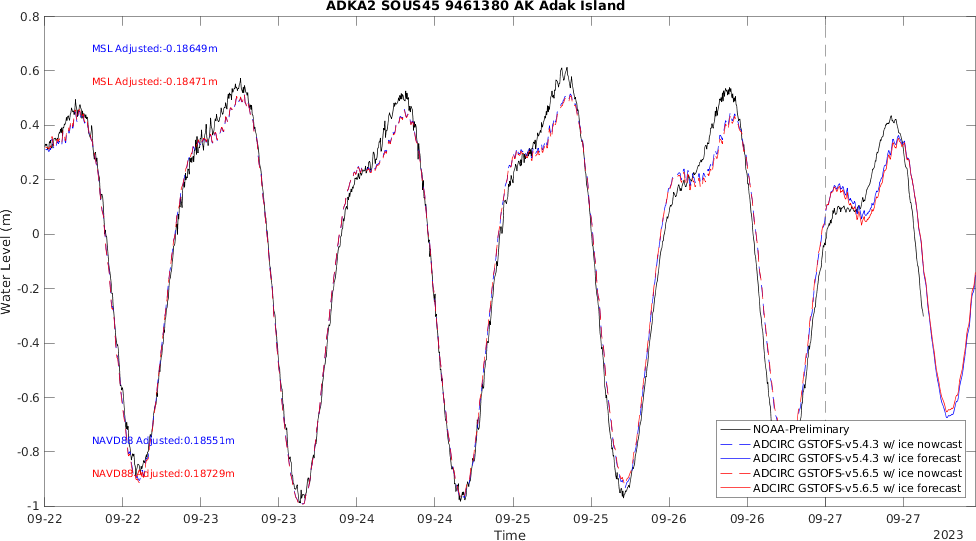 ADKA2 SOUS45 9461380 AK Adak Island
0.8
0.6
0.4
0.2
0
-0.2
-0.4
-0.6
-0.8
-1
Water Level (m)
MSL Adjusted:-0.18649m
MSL Adjusted:-0.18471m
NAVD88 Adjusted:0.18551m
NAVD88 Adjusted:0.18729m
NOAA-Preliminary
ADCIRC GSTOFS-v5.4.3 w/ ice nowcast
ADCIRC GSTOFS-v5.4.3 w/ ice forecast
ADCIRC GSTOFS-v5.6.5 w/ ice nowcast
ADCIRC GSTOFS-v5.6.5 w/ ice forecast
09-22 09-22 09-23 09-23 09-24 09-24 09-25 09-25 09-26 09-26 09-27 09-27
Time
2023